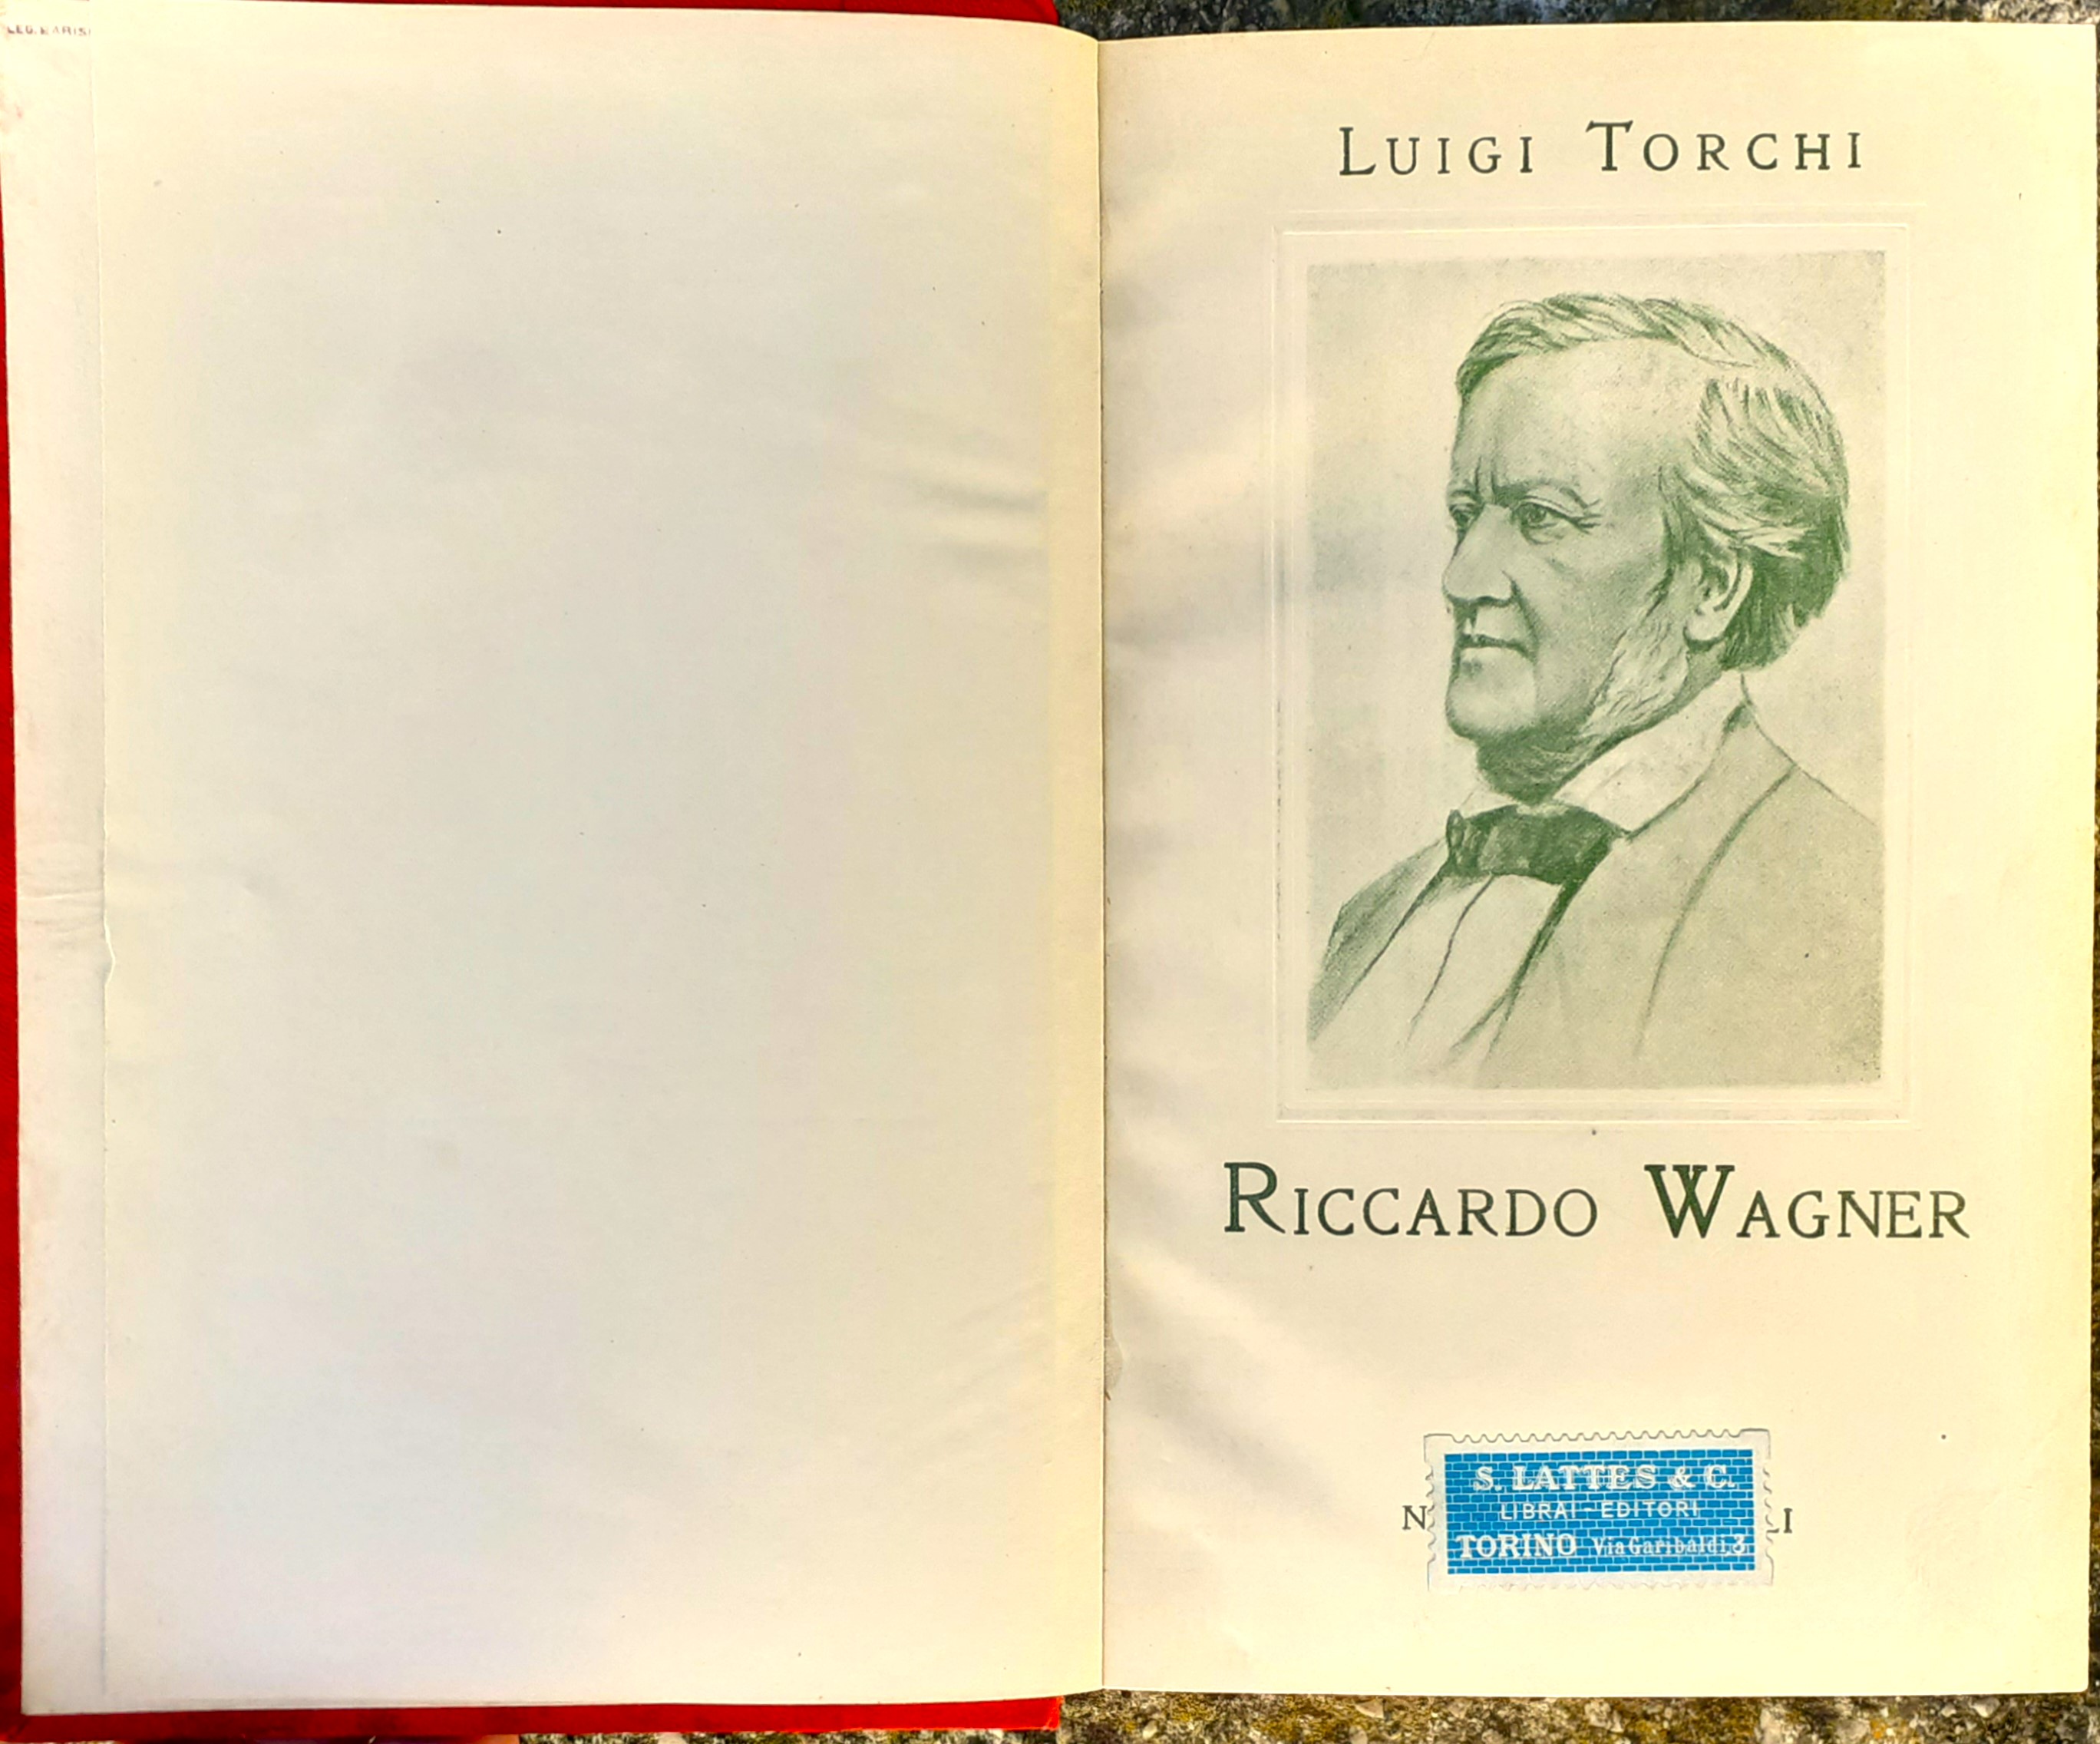 LUIGI TORCHI
RICCARDO WAGNER
S. LATTES & C.
LIBRAI-EDITORI
TORINO Via Garibaldi, 3